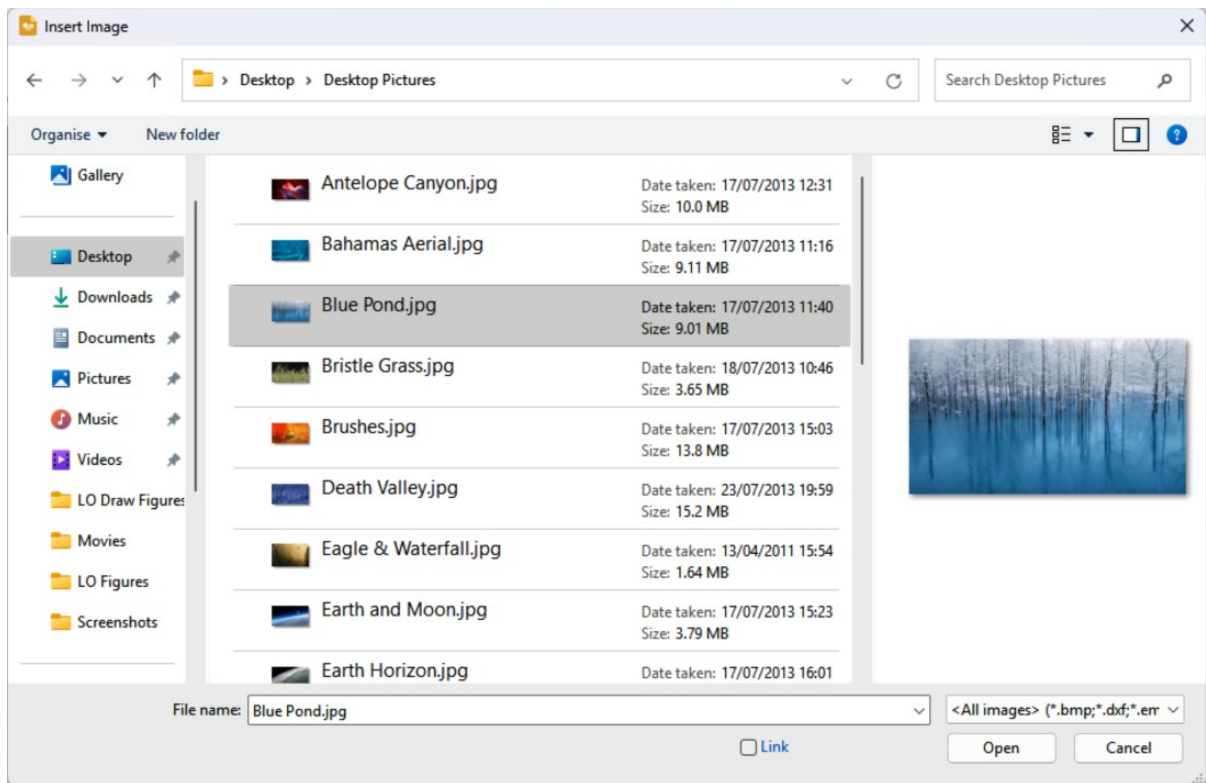 Insert Image
Desktop > Desktop Pictures
Search Desktop Pictures
Organise
New folder
Gallery
Desktop
Downloads
Documents
Pictures
Music
Videos
LO Draw Figures
Movies
LO Figures
Screenshots
Antelope Canyon.jpg
Date taken: 17/07/2013 12:31
Size: 10.0 MB
Bahamas Aerial.jpg
Date taken: 17/07/2013 11:16
Size: 9.11 MB
Blue Pond.jpg
Date taken: 17/07/2013 11:40
Size: 9.01 MB
Bristle Grass.jpg
Date taken: 18/07/2013 10:46
Size: 3.65 MB
Brushes.jpg
Date taken: 17/07/2013 15:03
Size: 13.8 MB
Death Valley.jpg
Date taken: 23/07/2013 19:59
Size: 15.2 MB
Eagle & Waterfall.jpg
Date taken: 13/04/2011 15:54
Size: 1.64 MB
Earth and Moon.jpg
Date taken: 17/07/2013 15:23
Size: 3.79 MB
Earth Horizon.jpg
Date taken: 17/07/2013 16:01
File name: Blue Pond.jpg
<All images> (*.bmp;*.dxf;*.em
Link
Open
Cancel